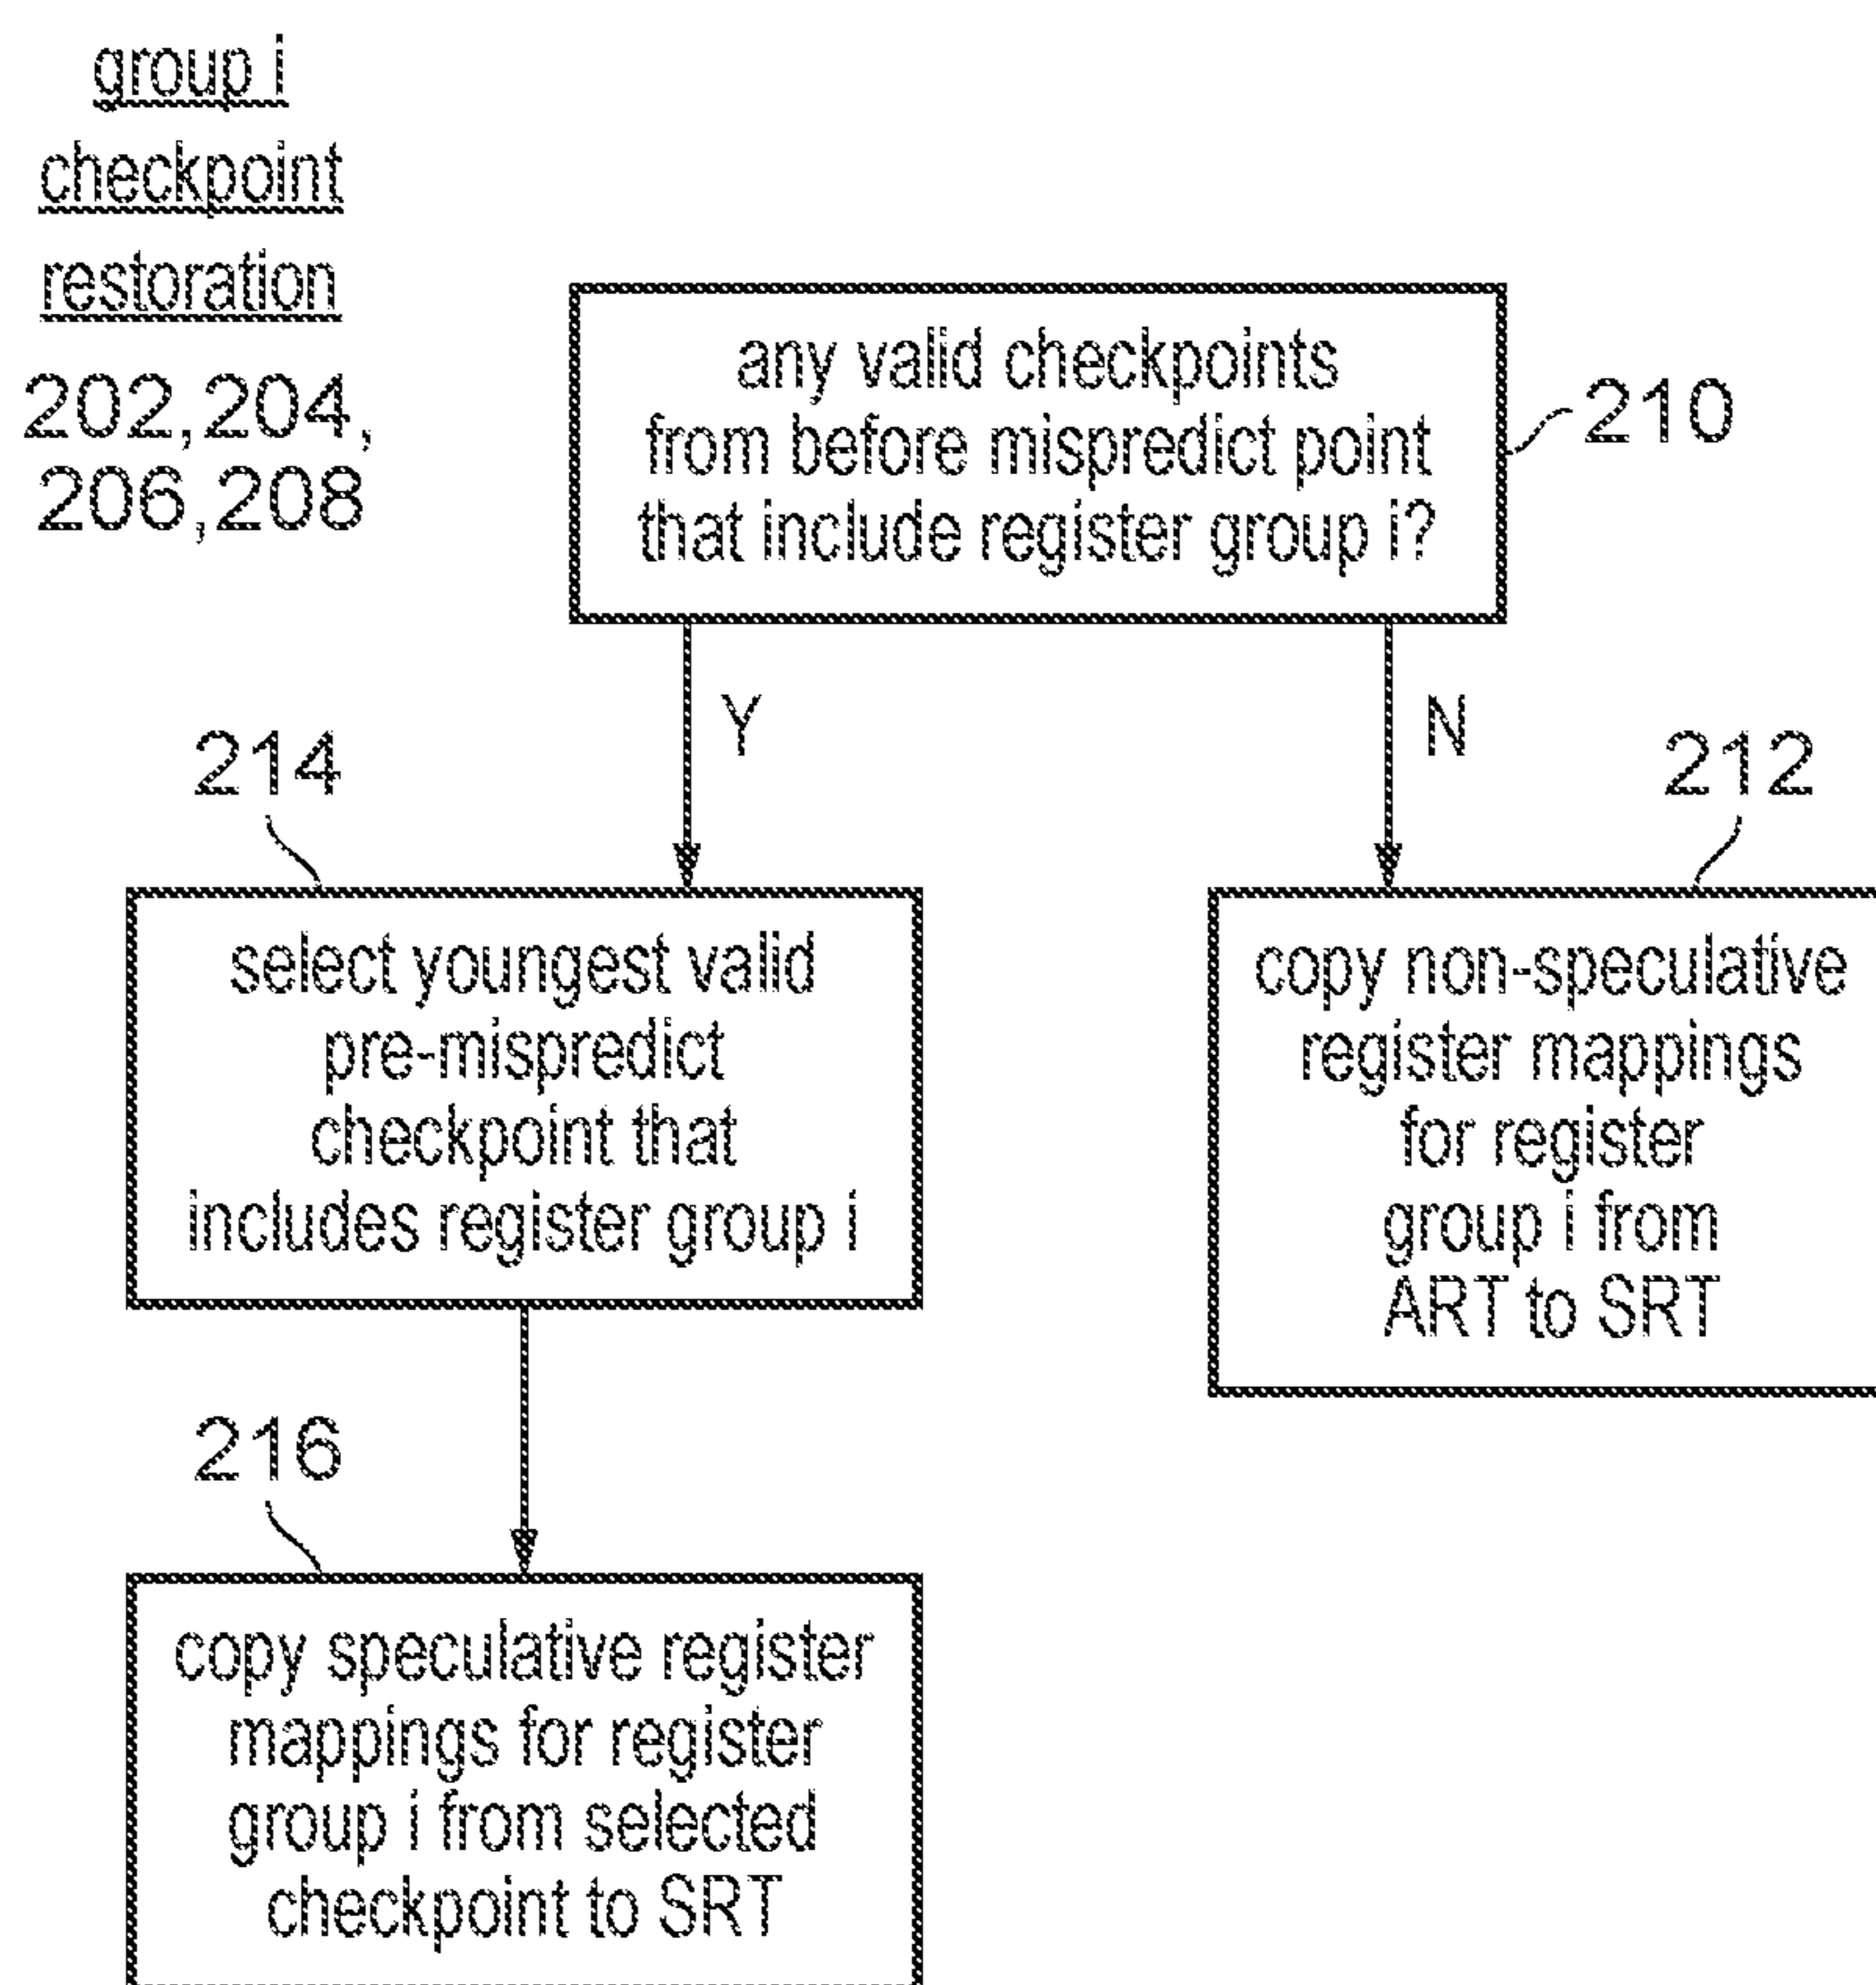 group i
checkpoint
restoration
202,204,
206,208
any valid checkpoints
from before mispredict point
that include register group i?
210
Y
N
214
212
select youngest valid
pre-mispredict
checkpoint that
includes register group i
copy non-speculative
register mappings
for register
group i from
ART to SRT
216
copy speculative register
mappings for register
group i from selected
checkpoint to SRT